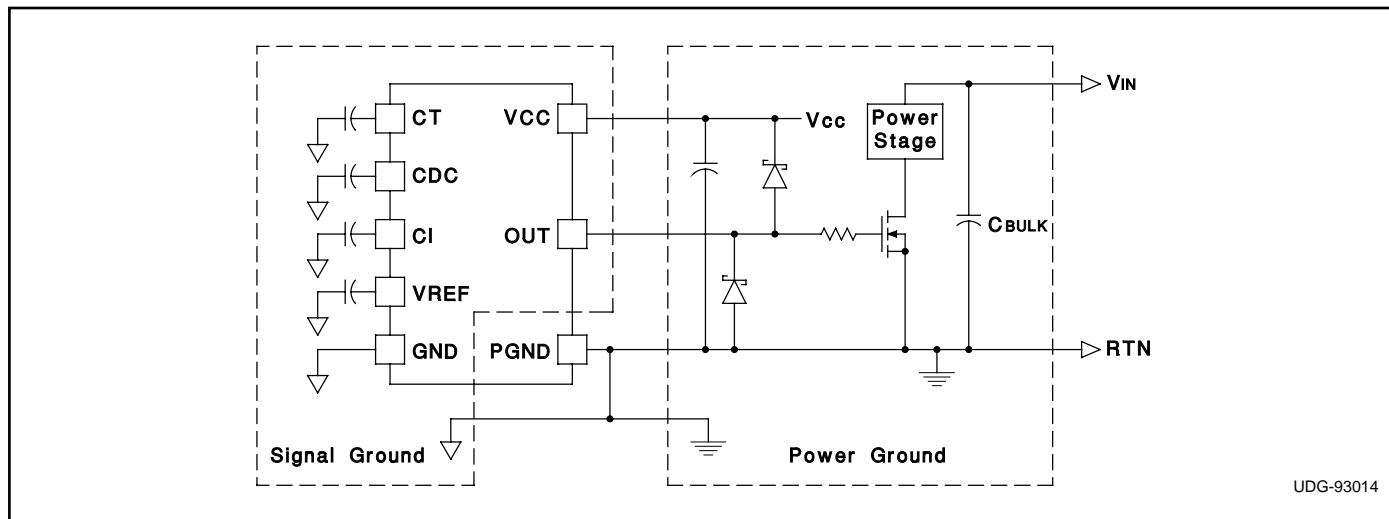 CT
VCC
CDC
CI
OUT
VREF
GND
PGND
Signal Ground
Vcc
Power
Stage
VIN
CBULK
RTN
Power Ground
UDG-93014